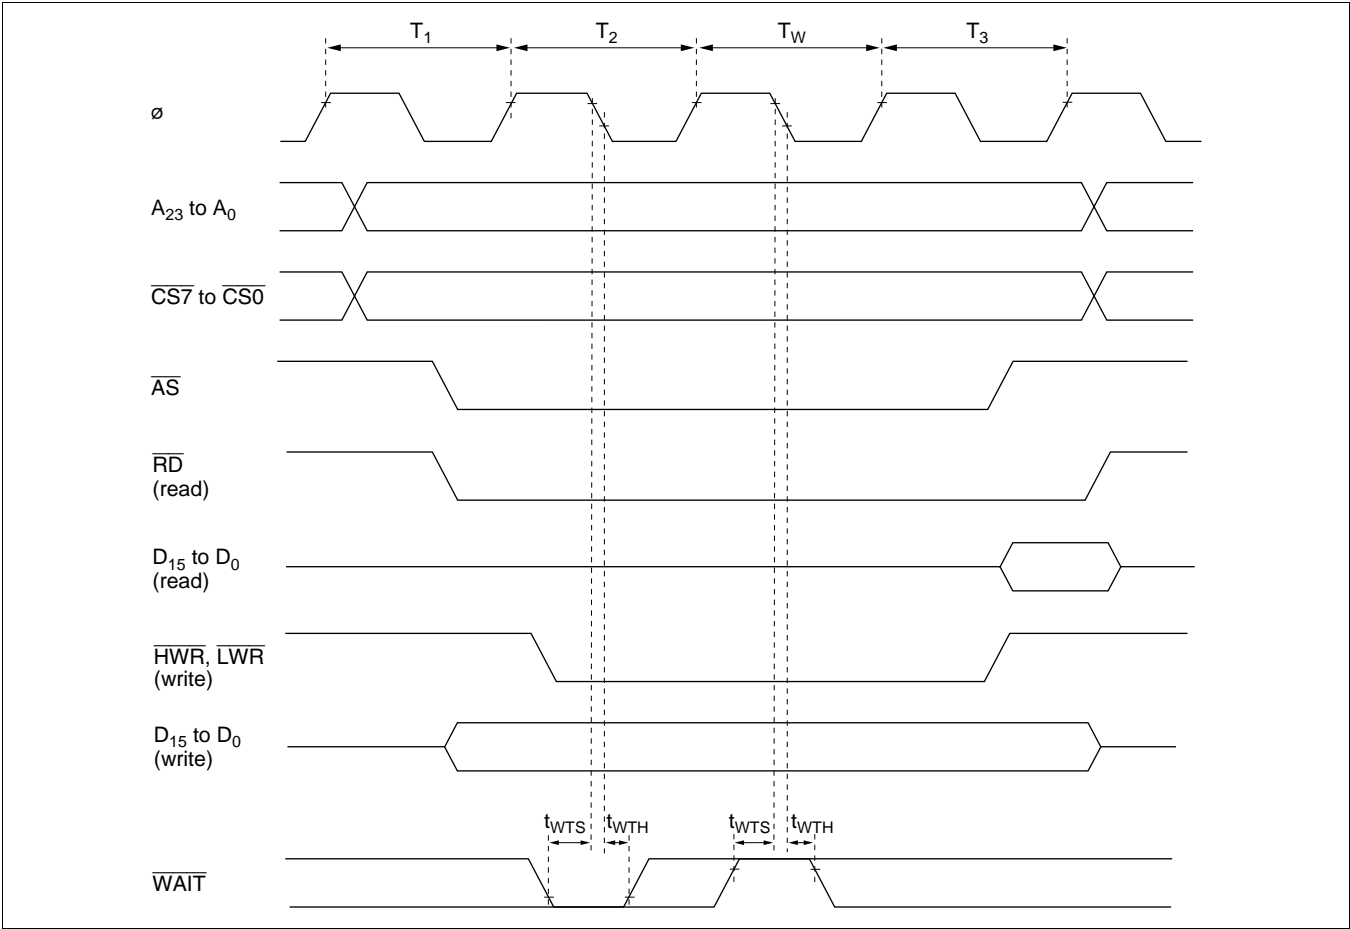 T1 T2 TW T3
ø
A23 to A0
CS7 to CS0
AS
RD
(read)
D15 to D0
(read)
HWR, LWR
(write)
D15 to D0
(write)
tWTS tWTH tWTS tWTH
WAIT